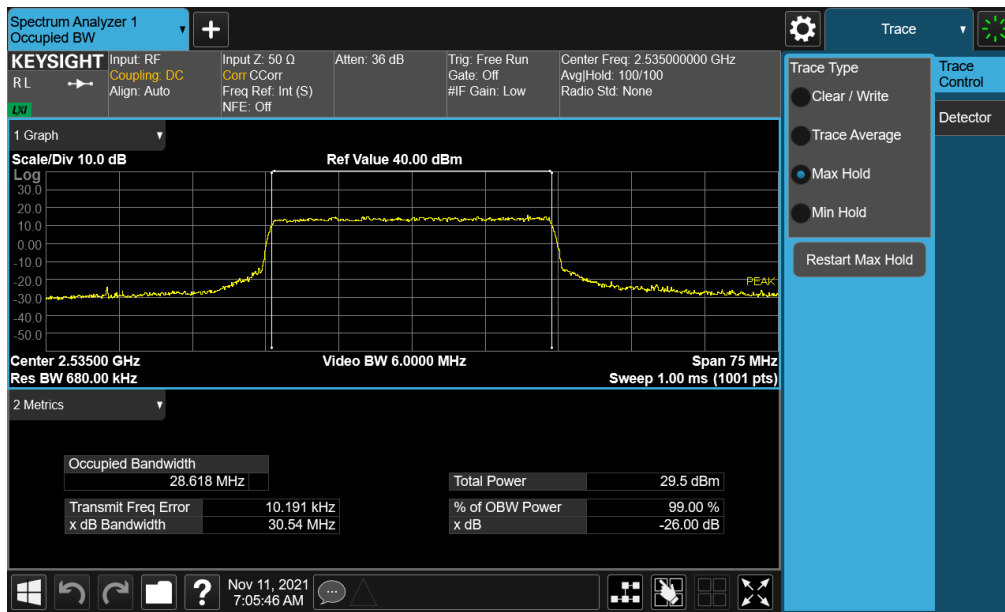 Spectrum Analyzer 1
Occupied BW
+
Trace
KEYSIGHT
R L
LXI
Input: RF
Coupling: DC
Align: Auto
Input Z: 50 Ω
Corr CCorr
Freq Ref: Int (S)
NFE: Off
Atten: 36 dB
Trig: Free Run
Gate: Off
#IF Gain: Low
Center Freq: 2.535000000 GHz
Avg|Hold: 100/100
Radio Std: None
Trace Type
Clear / Write
Trace Average
Max Hold
Min Hold
Restart Max Hold
Trace
Control
Detector
1 Graph
Scale/Div 10.0 dB
Ref Value 40.00 dBm
Log
30.0
20.0
10.0
0.00
-10.0
-20.0
-30.0
-40.0
-50.0
PEAK
Center 2.53500 GHz
Video BW 6.0000 MHz
Span 75 MHz
Res BW 680.00 kHz
Sweep 1.00 ms (1001 pts)
2 Metrics
Occupied Bandwidth
28.618 MHz
Total Power 29.5 dBm
Transmit Freq Error 10.191 kHz
% of OBW Power 99.00 %
x dB Bandwidth 30.54 MHz
x dB -26.00 dB
?
Nov 11, 2021
7:05:46 AM